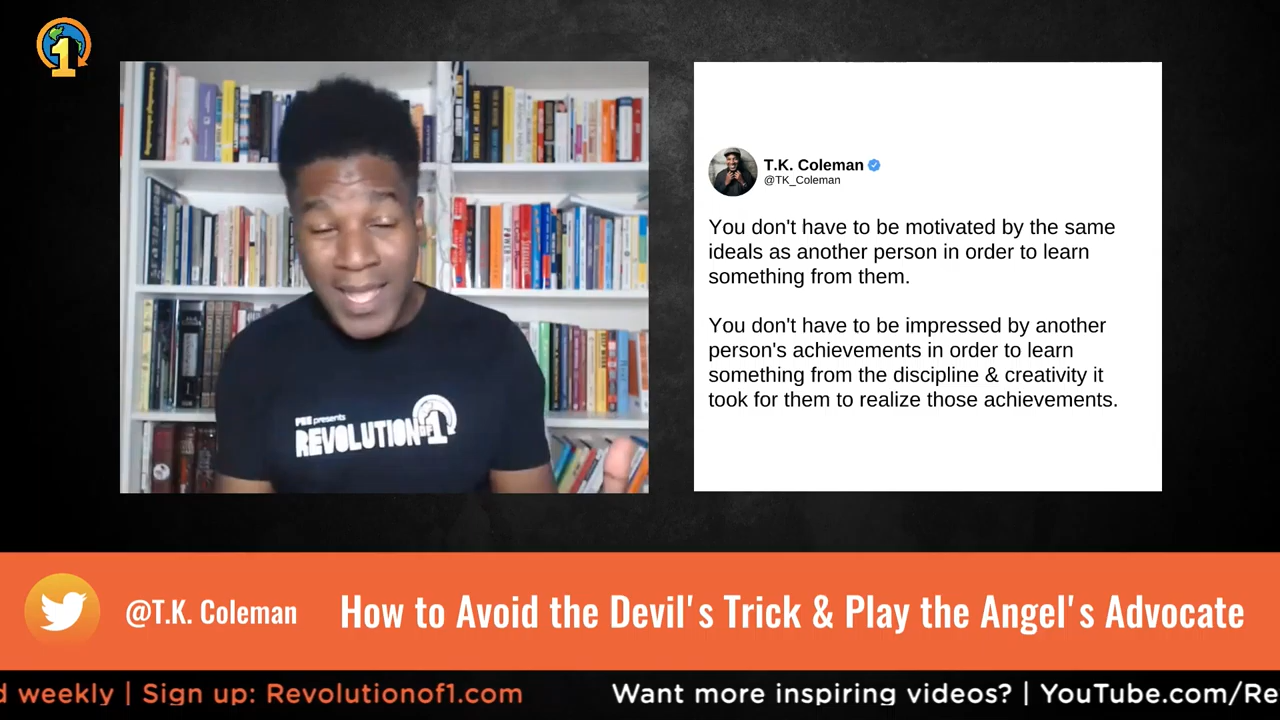 1
FEE presents
REVOLUTION OF 1
T.K. Coleman
@TK_Coleman
You don't have to be motivated by the same
ideals as another person in order to learn
something from them.
You don't have to be impressed by another
person's achievements in order to learn
something from the discipline & creativity it
took for them to realize those achievements.
@T.K. Coleman
How to Avoid the Devil's Trick & Play the Angel's Advocate
d weekly | Sign up: Revolutionof1.com
Want more inspiring videos? | YouTube.com/Re